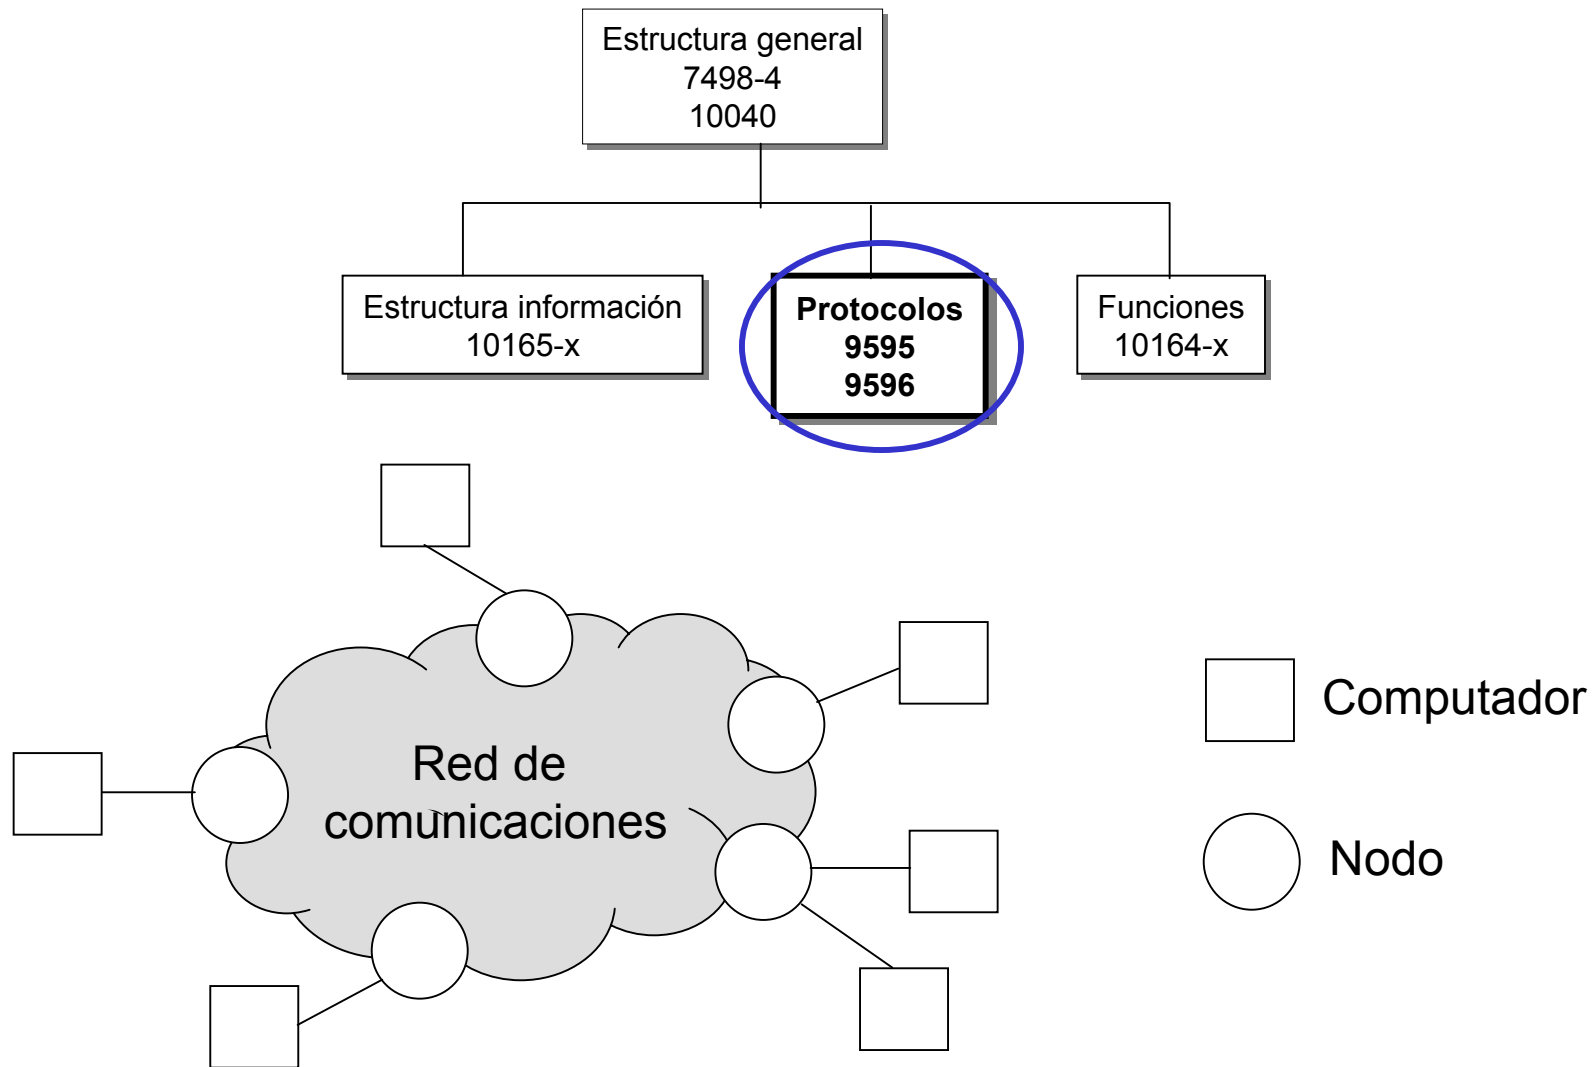 Estructura general
7498-4
10040
Estructura información
10165-x
Protocolos
9595
9596
Funciones
10164-x
Red de
comunicaciones
Computador
Nodo